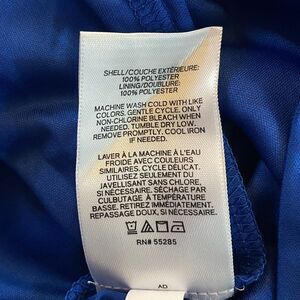 SHELL/COUCHE EXTÉRIEURE:
100% POLYESTER
LINING/DOUBLURE:
100% POLYESTER
MACHINE WASH COLD WITH LIKE
COLORS. GENTLE CYCLE. ONLY
NON-CHLORINE BLEACH WHEN
NEEDED. TUMBLE DRY LOW.
REMOVE PROMPTLY. COOL IRON
IF NEEDED.
LAVER À LA MACHINE À L'EAU
FROIDE AVEC COULEURS
SIMILAIRES. CYCLE DÉLICAT.
UTILISEZ SEULEMENT DU
JAVELLISANT SANS CHLORE.
SI NÉCESSAIRE. SÉCHAGE PAR
CULBUTAGE À TEMPÉRATURE
BASSE. RETIREZ IMMÉDIATEMENT.
REPASSAGE DOUX, SI NÉCESSAIRE.
RN# 55285
AD